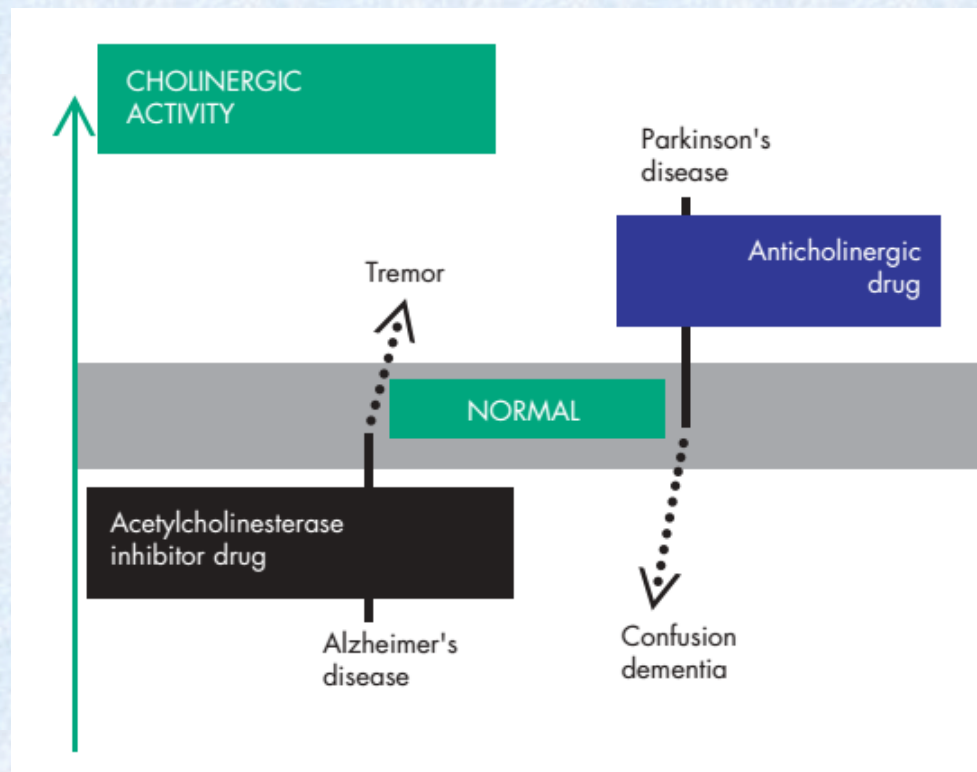 CHOLINERGIC
ACTIVITY
Parkinson's
disease
Anticholinergic
drug
Tremor
NORMAL
Acetylcholinesterase
inhibitor drug
Alzheimer's
disease
Confusion
dementia